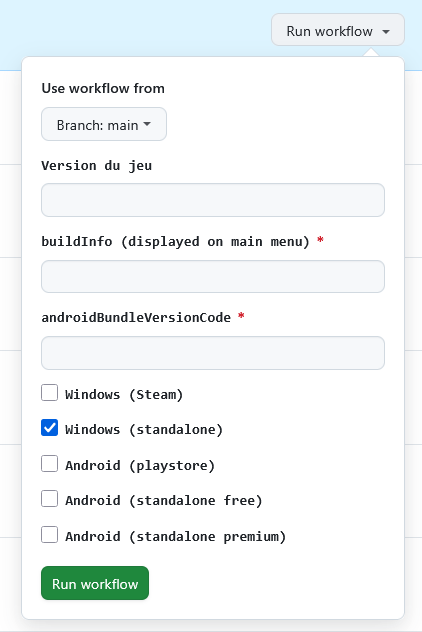 Run workflow
Use workflow from
Branch: main
Version du jeu
buildInfo (displayed on main menu) *
androidBundleVersionCode *
Windows (Steam)
Windows (standalone)
Android (playstore)
Android (standalone free)
Android (standalone premium)
Run workflow